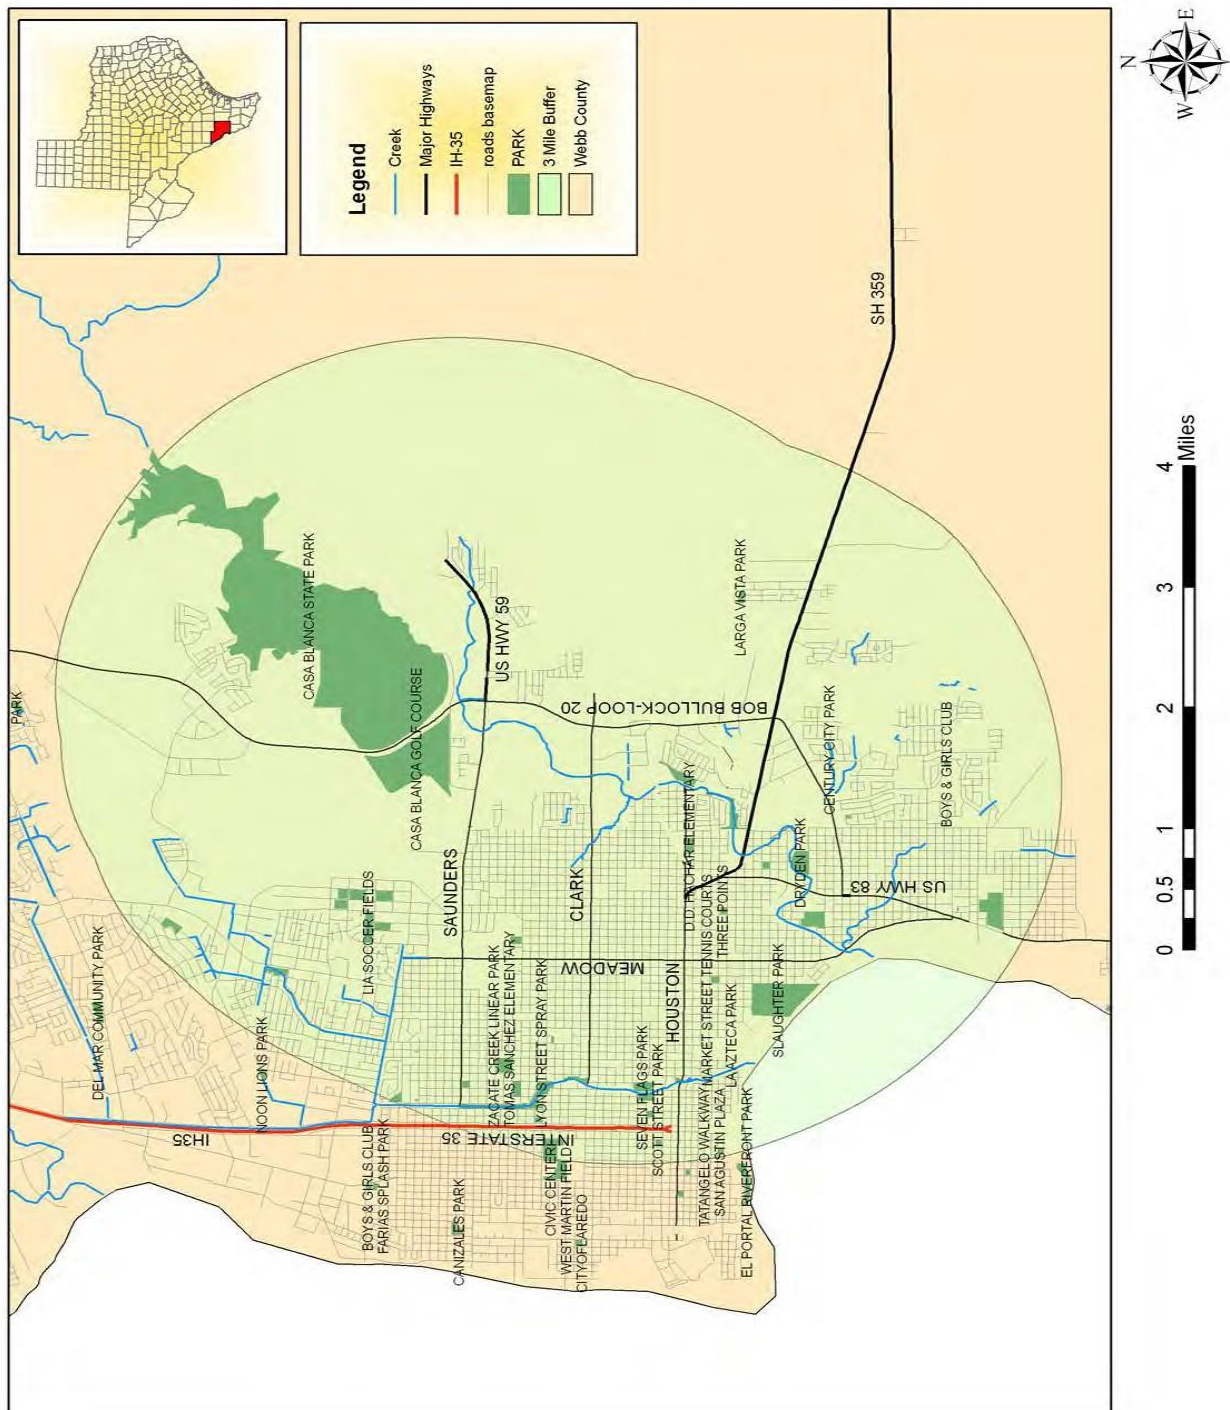 Legend
Creek
Major Highways
IH-35
roads basemap
PARK
3 Mile Buffer
Webb County
N
W
E
PARK
DEL MAR COMMUNITY PARK
NOON LIONS PARK
IH35
LIA SOCCER FIELDS
BOYS & GIRLS CLUB
FARIAS SPLASH PARK
CASA BLANCA STATE PARK
CASA BLANCA GOLF COURSE
SAUNDERS
US HWY 59
CANIZALES PARK
INTERSTATE 35
ZACATE CREEK LINEAR PARK
TOMAS SANCHEZ ELEMENTARY
LYON STREET SPRAY PARK
CIVIC CENTER
WEST MARTIN FIELD
CITY OF LAREDO
CLARK
MEADOW
BOB BULLOCK-LOOP 20
SEVEN FLAGS PARK
SCOTT STREET PARK
HOUSTON
D.D. HACHAR ELEMENTARY
TATANGELO WALKWAY
MARKET STREET TENNIS COURTS
SAN AGUSTIN PLAZA
THREE POINTS
LA AZTECA PARK
EL PORTAL RIVERFRONT PARK
LARGA VISTA PARK
SLAUGHTER PARK
DRYDEN PARK
CENTURY CITY PARK
SH 359
US HWY 83
BOYS & GIRLS CLUB
0 0.5 1 2 3 4
Miles